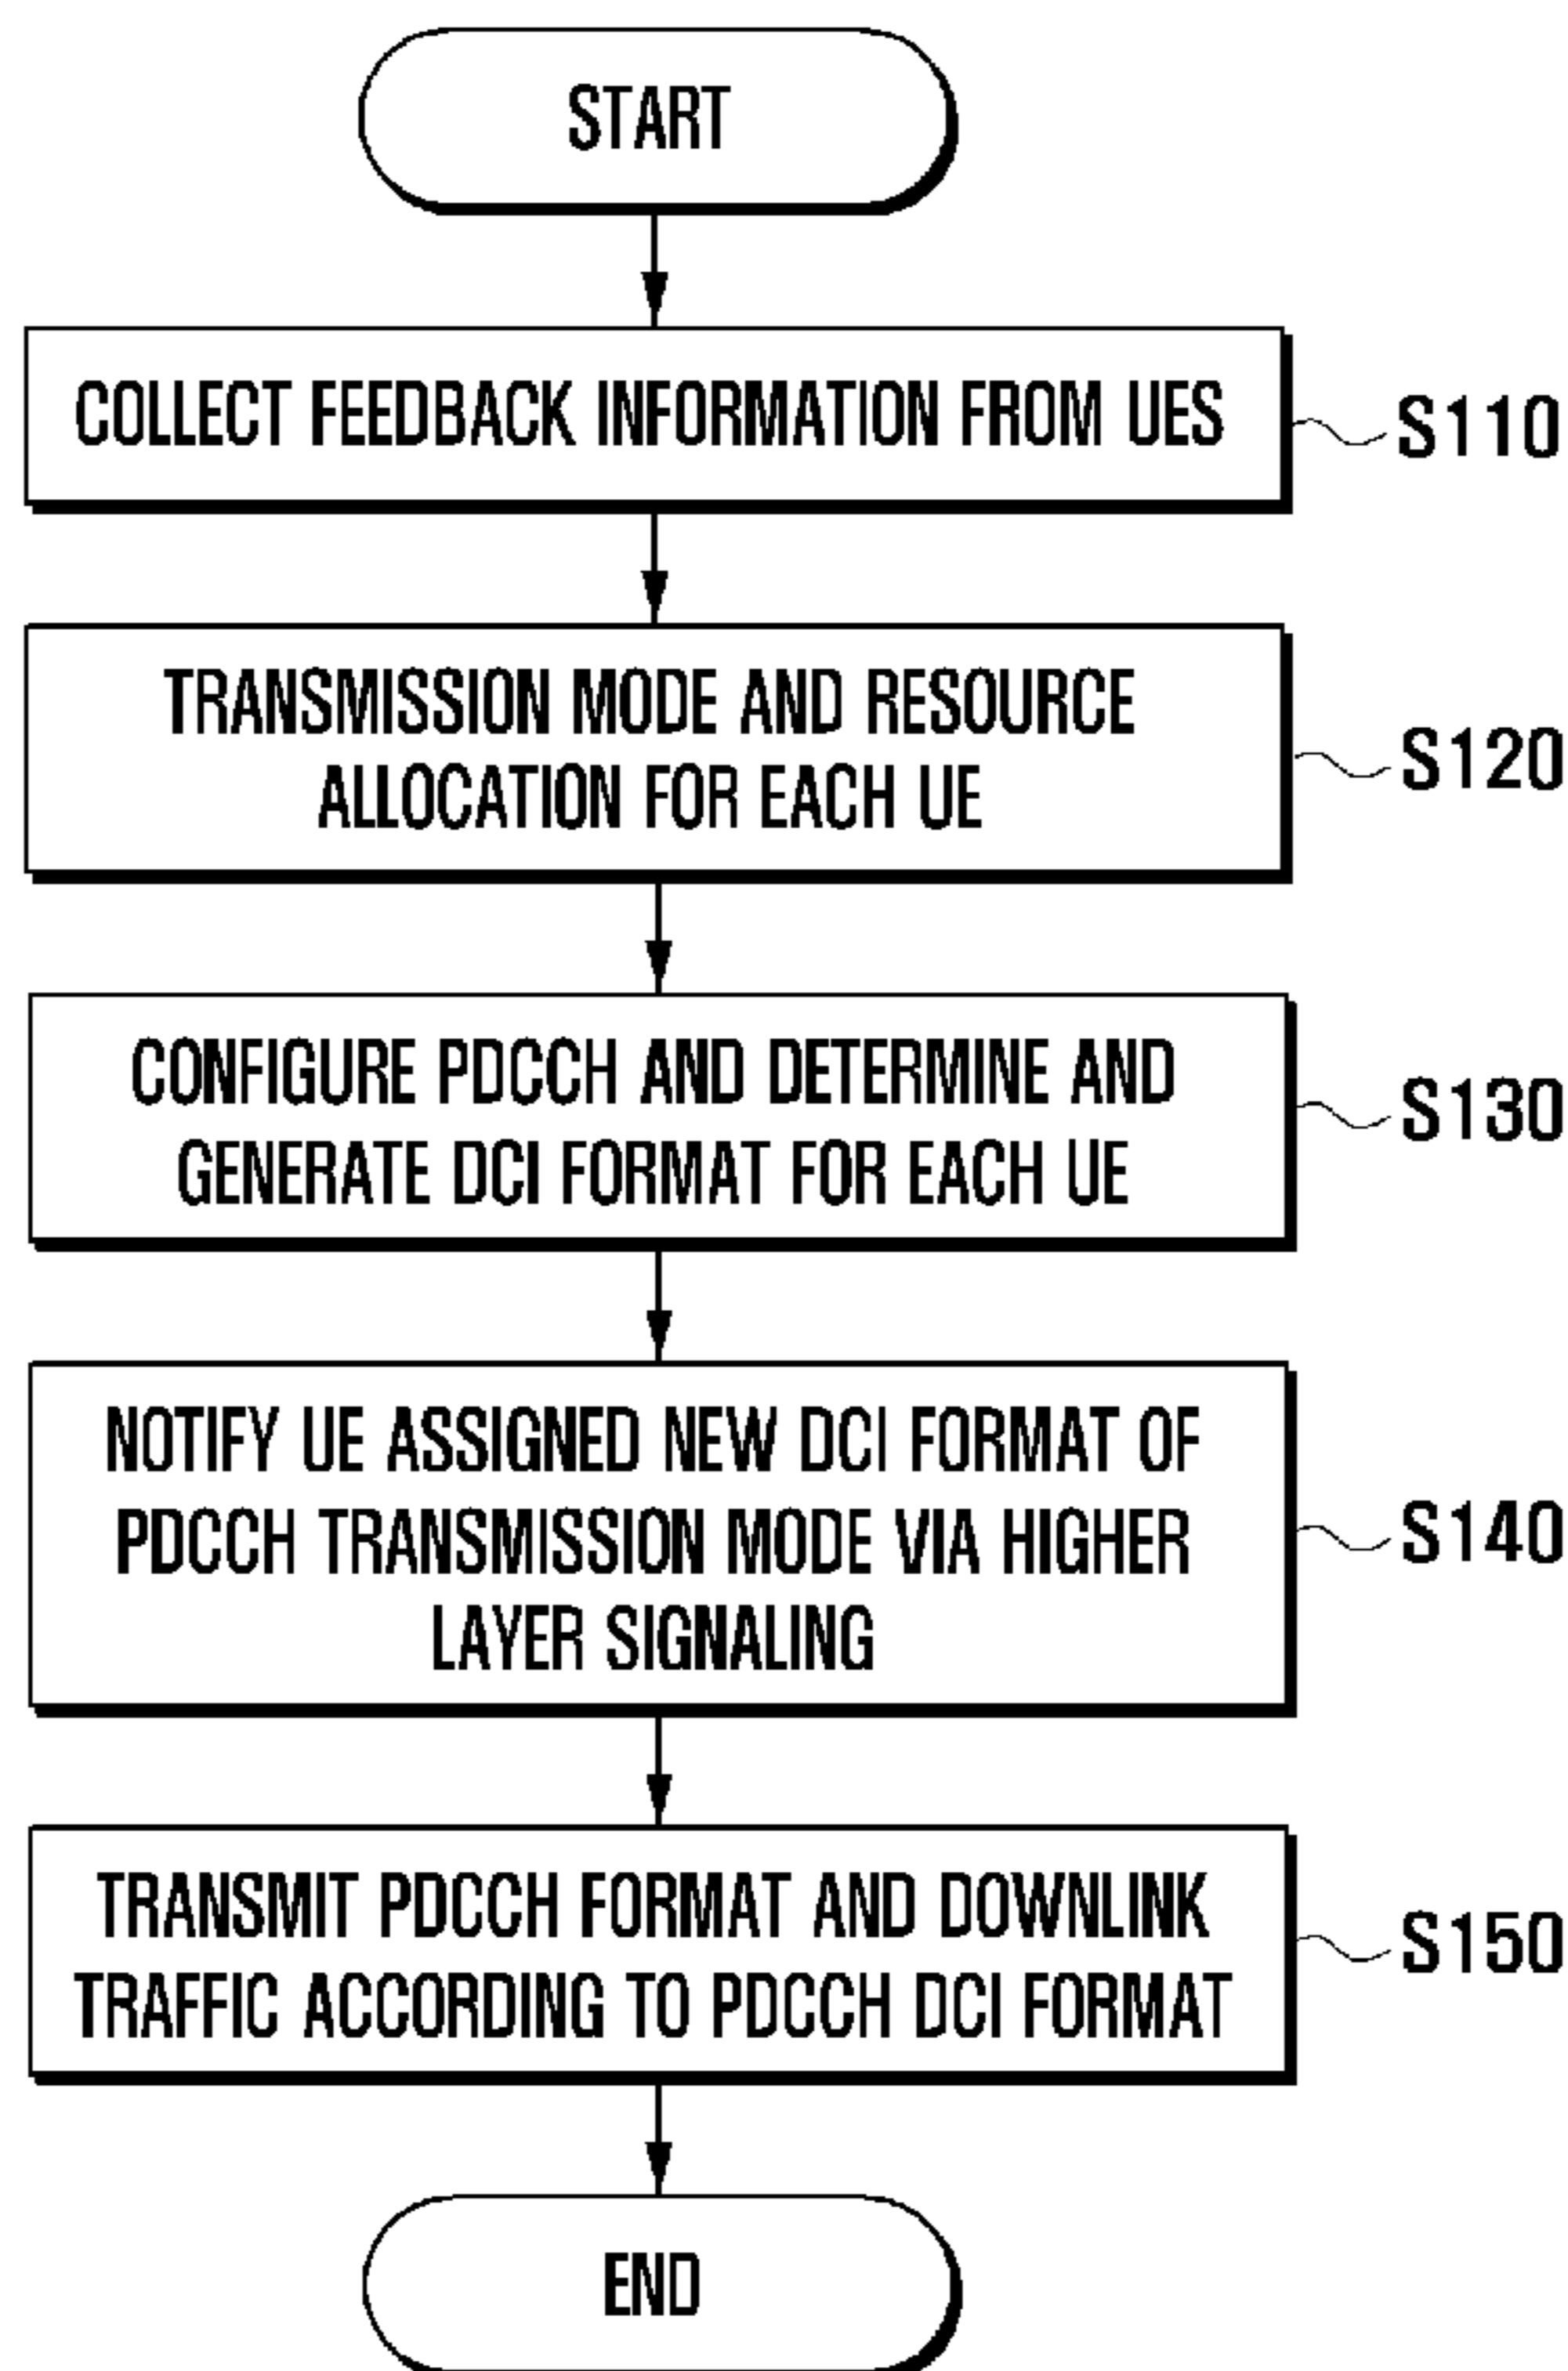 START
COLLECT FEEDBACK INFORMATION FROM UES
S110
TRANSMISSION MODE AND RESOURCE
ALLOCATION FOR EACH UE
S120
CONFIGURE PDCCH AND DETERMINE AND
GENERATE DCI FORMAT FOR EACH UE
S130
NOTIFY UE ASSIGNED NEW DCI FORMAT OF
PDCCH TRANSMISSION MODE VIA HIGHER
LAYER SIGNALING
S140
TRANSMIT PDCCH FORMAT AND DOWNLINK
TRAFFIC ACCORDING TO PDCCH DCI FORMAT
S150
END